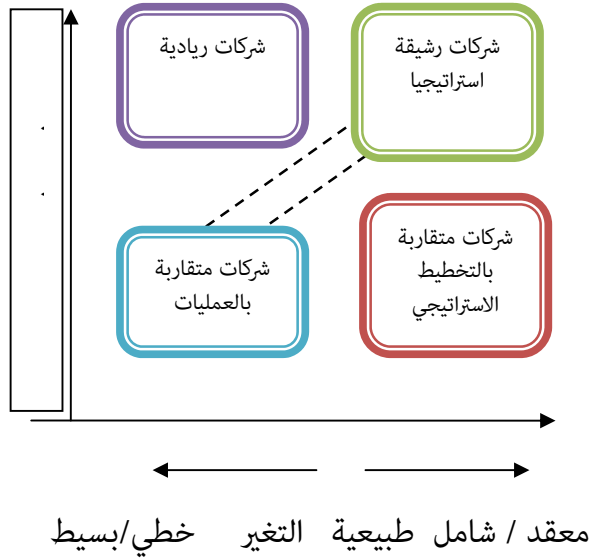 شركات رشيقة
استراتيجيا
شركات ريادية
شركات متقاربة
بالتخطيط
الاستراتيجي
شركات متقاربة
بالعمليات
معقد / شامل طبيعية التغير خطي/بسيط